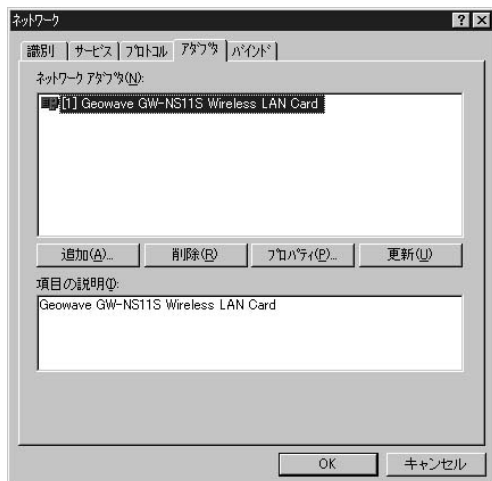 ネットワーク
識別 サービス プロトコル アダプタ バインド
ネットワーク アダプタ(N):
[1] Geowave GW-NS11S Wireless LAN Card
追加(A)... 削除(R) プロパティ(P)... 更新(U)
項目の説明(I):
Geowave GW-NS11S Wireless LAN Card
OK キャンセル